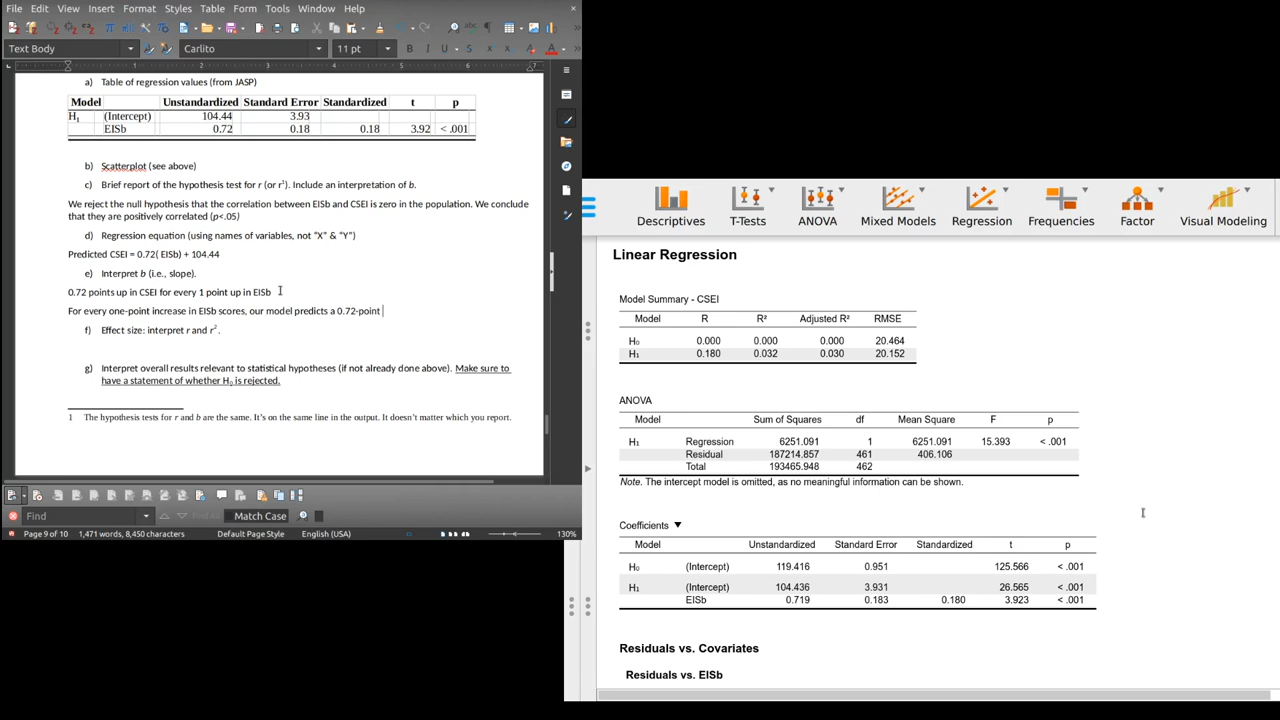 File Edit View Insert Format Styles Table Form Tools Window Help
Text Body Carlito 11 pt
1 2 3 4 5 6 7
a) Table of regression values (from JASP)
Model Unstandardized Standard Error Standardized t p
H₁ (Intercept) 104.44 3.93
EISb 0.72 0.18 0.18 3.92 < .001
b) Scatterplot (see above)
c) Brief report of the hypothesis test for r (or r¹). Include an interpretation of b.
We reject the null hypothesis that the correlation between EISb and CSEI is zero in the population. We conclude
that they are positively correlated (p<.05)
d) Regression equation (using names of variables, not “X” & “Y”)
Predicted CSEI = 0.72( EISb) + 104.44
e) Interpret b (i.e., slope).
0.72 points up in CSEI for every 1 point up in EISb
For every one-point increase in EISb scores, our model predicts a 0.72-point
f) Effect size: interpret r and r².
g) Interpret overall results relevant to statistical hypotheses (if not already done above). Make sure to
have a statement of whether H₀ is rejected.
1 The hypothesis tests for r and b are the same. It’s on the same line in the output. It doesn’t matter which you report.
Find Find All Match Case
Page 9 of 10 1,471 words, 8,450 characters Default Page Style English (USA) 130%
Descriptives T-Tests ANOVA Mixed Models Regression Frequencies Factor Visual Modeling
Linear Regression
Model Summary - CSEI
Model R R² Adjusted R² RMSE
H₀ 0.000 0.000 0.000 20.464
H₁ 0.180 0.032 0.030 20.152
ANOVA
Model Sum of Squares df Mean Square F p
H₁ Regression 6251.091 1 6251.091 15.393 < .001
Residual 187214.857 461 406.106
Total 193465.948 462
Note. The intercept model is omitted, as no meaningful information can be shown.
Coefficients ▼
Model Unstandardized Standard Error Standardized t p
H₀ (Intercept) 119.416 0.951 125.566 < .001
H₁ (Intercept) 104.436 3.931 26.565 < .001
EISb 0.719 0.183 0.180 3.923 < .001
Residuals vs. Covariates
Residuals vs. EISb